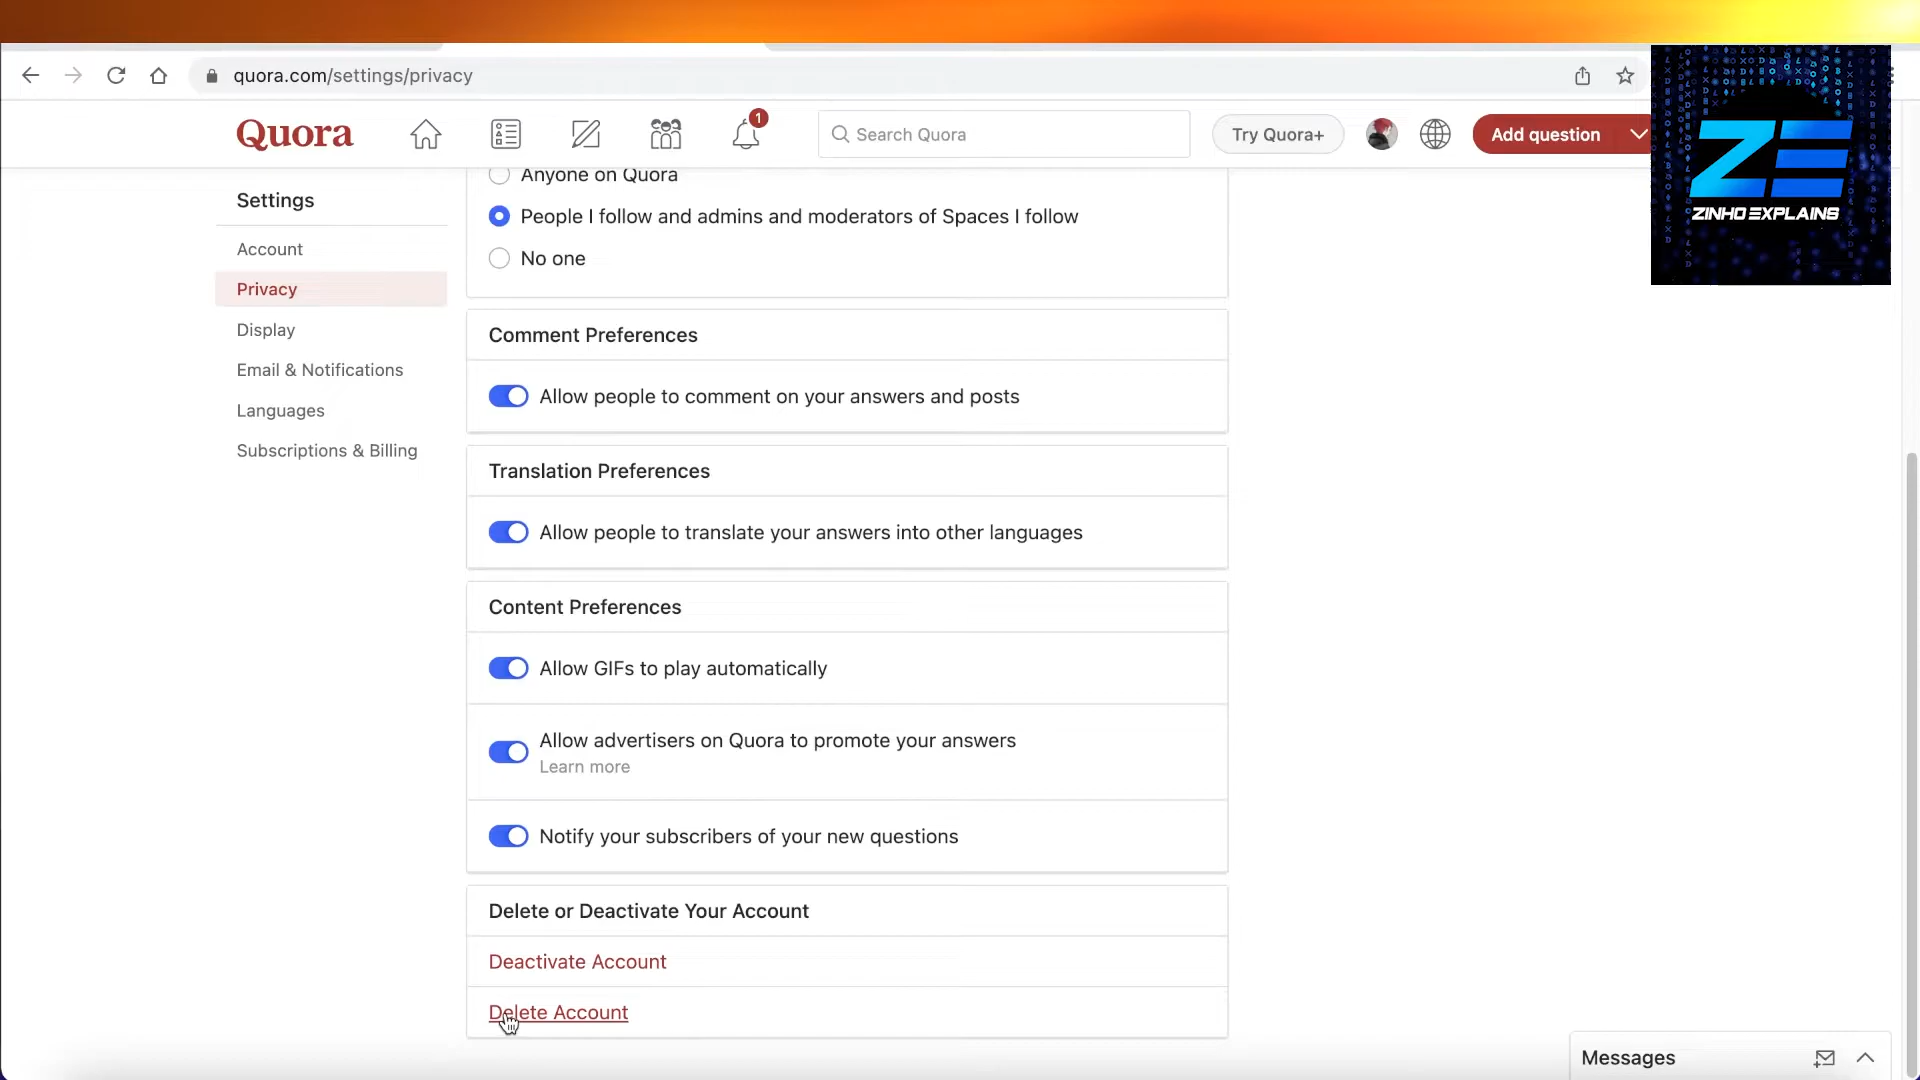 quora.com/settings/privacy
Quora
1
Search Quora
Try Quora+
Add question
ZE
ZINHO EXPLAINS
Settings
Account
Privacy
Display
Email & Notifications
Languages
Subscriptions & Billing
Anyone on Quora
People I follow and admins and moderators of Spaces I follow
No one
Comment Preferences
Allow people to comment on your answers and posts
Translation Preferences
Allow people to translate your answers into other languages
Content Preferences
Allow GIFs to play automatically
Allow advertisers on Quora to promote your answers
Learn more
Notify your subscribers of your new questions
Delete or Deactivate Your Account
Deactivate Account
Delete Account
Messages